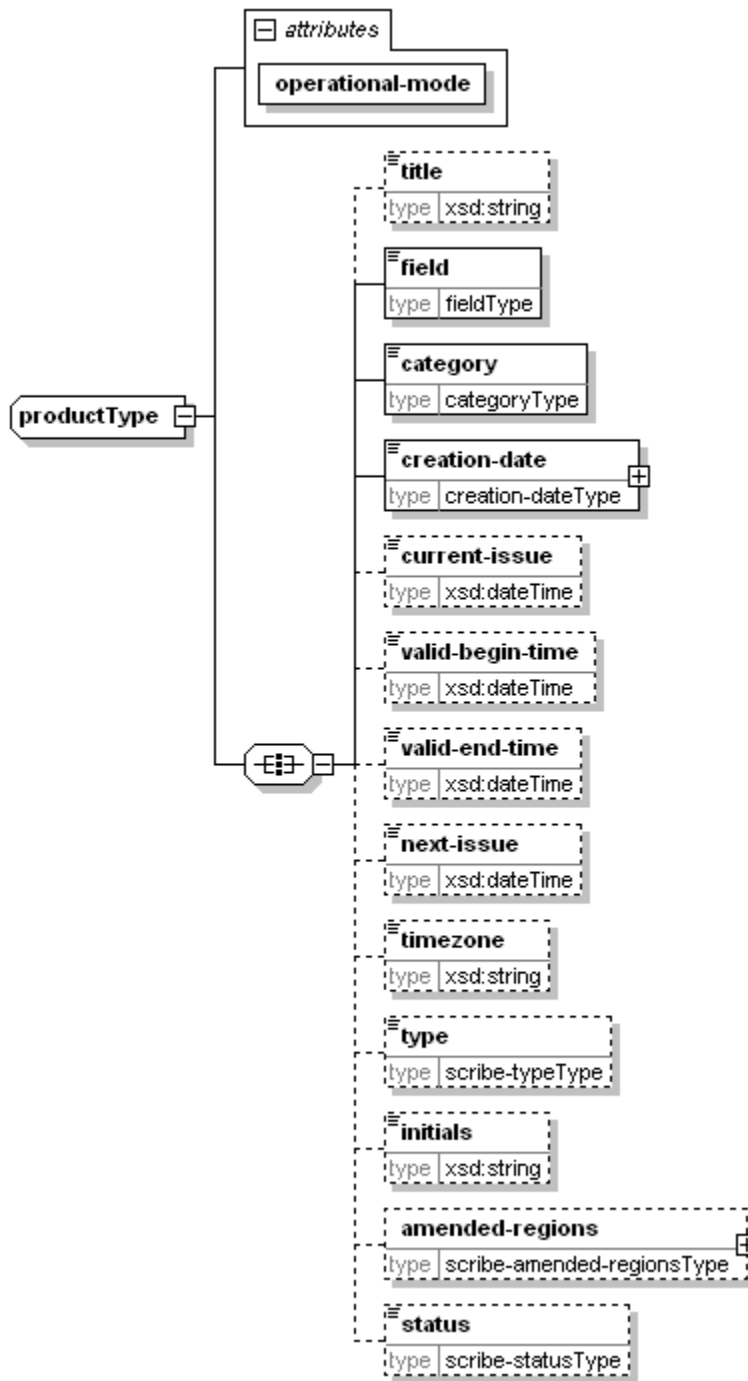 attributes
operational-mode
title
type xsd:string
field
type fieldType
category
type categoryType
productType
creation-date
type creation-dateType
current-issue
type xsd:dateTime
valid-begin-time
type xsd:dateTime
valid-end-time
type xsd:dateTime
next-issue
type xsd:dateTime
timezone
type xsd:string
type
type scribe-typeType
initials
type xsd:string
amended-regions
type scribe-amended-regionsType
status
type scribe-statusType